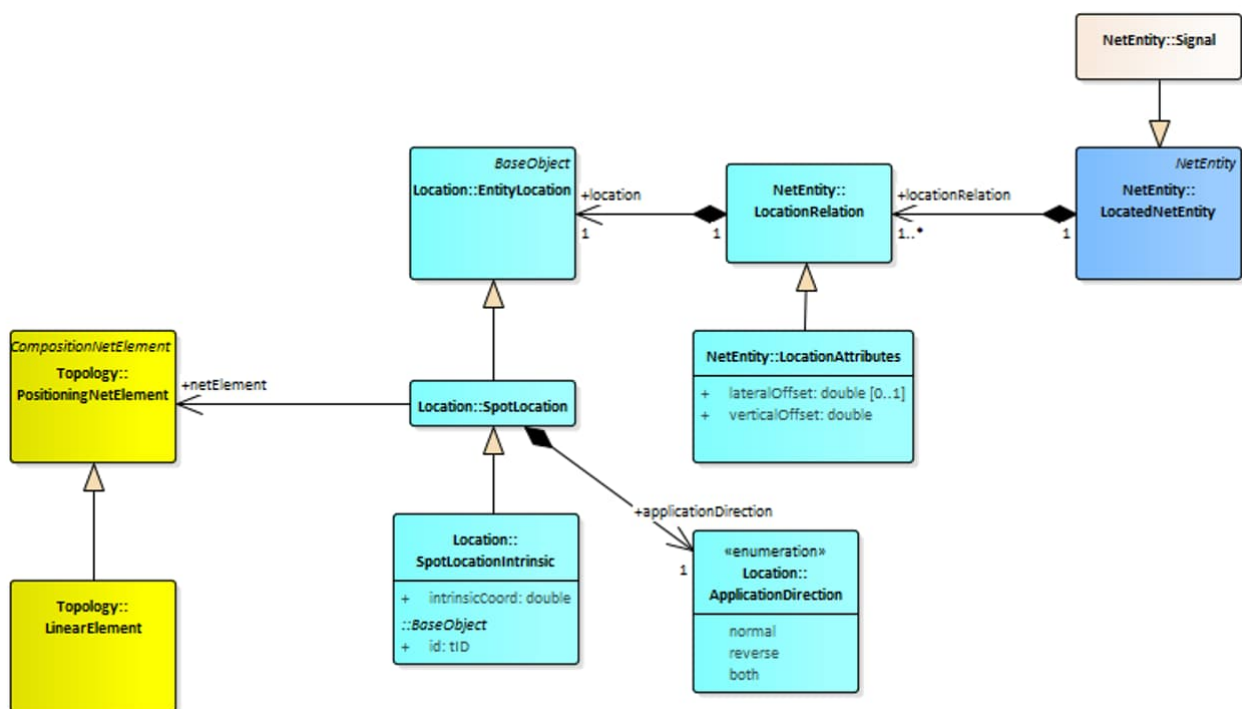 NetEntity::Signal
BaseObject
Location::EntityLocation
+location
1
1
NetEntity::
LocationRelation
+locationRelation
1..*
1
NetEntity
NetEntity::
LocatedNetEntity
CompositionNetElement
Topology::
PositioningNetElement
+netElement
Location::SpotLocation
NetEntity::LocationAttributes
+ lateralOffset: double [0..1]
+ verticalOffset: double
+applicationDirection
1
Location::
SpotLocationIntrinsic
+ intrinsicCoord: double
::BaseObject
+ id: tID
«enumeration»
Location::
ApplicationDirection
normal
reverse
both
Topology::
LinearElement